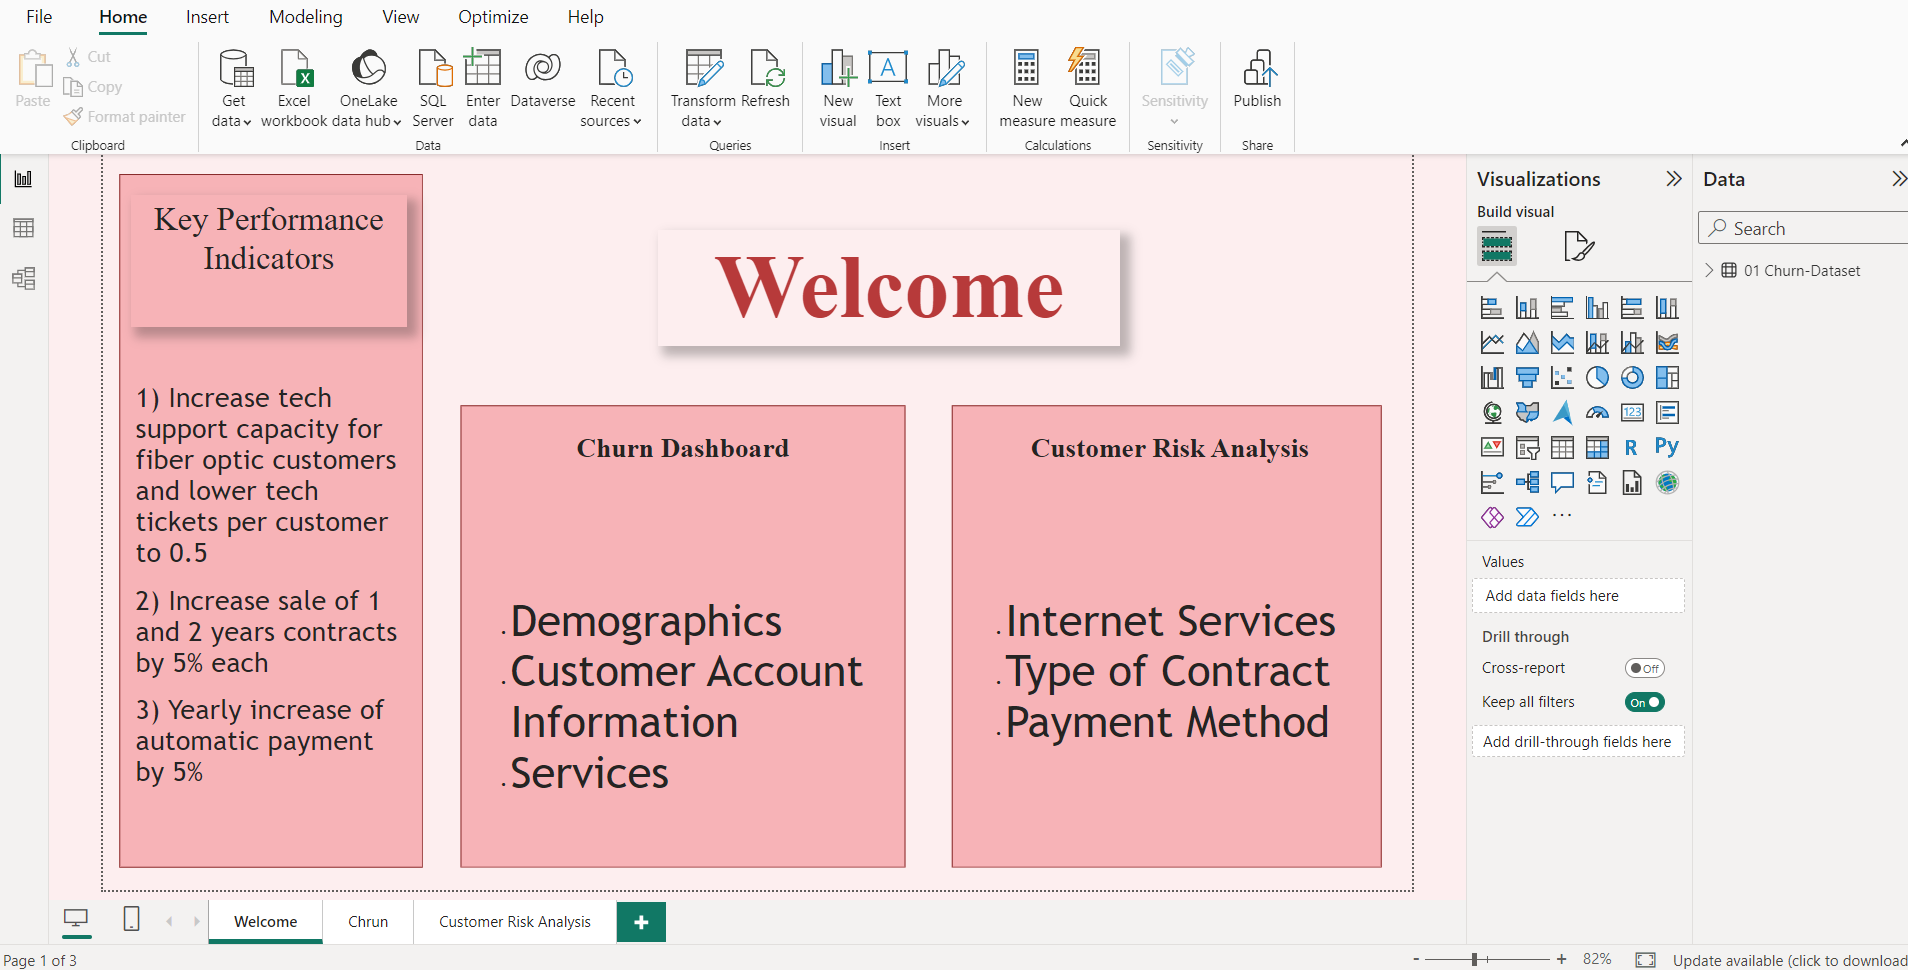 File Home Insert Modeling View Optimize Help
Paste
Cut
Copy
Format painter
Clipboard
Get data
Excel workbook
OneLake data hub
SQL Server
Enter data
Dataverse
Recent sources
Data
Transform data
Refresh
Queries
New visual
Text box
More visuals
Insert
New measure
Quick measure
Calculations
Sensitivity
Sensitivity
Publish
Share
Key Performance
Indicators
1) Increase tech
support capacity for
fiber optic customers
and lower tech
tickets per customer
to 0.5
2) Increase sale of 1
and 2 years contracts
by 5% each
3) Yearly increase of
automatic payment
by 5%
Welcome
Churn Dashboard
. Demographics
. Customer Account
Information
. Services
Customer Risk Analysis
. Internet Services
. Type of Contract
. Payment Method
Visualizations
Build visual
123
R
Py
...
Values
Add data fields here
Drill through
Cross-report Off
Keep all filters On
Add drill-through fields here
Data
Search
01 Churn-Dataset
Welcome Chrun Customer Risk Analysis +
Page 1 of 3
- + 82%
Update available (click to download